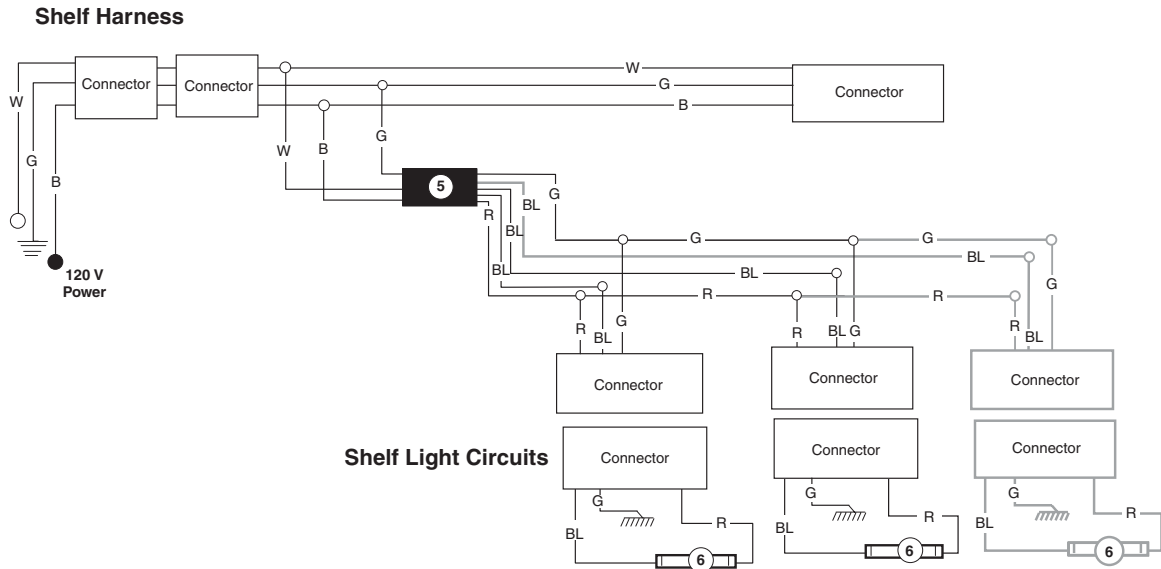 Shelf Harness
Connector
Connector
Connector
W
G
B
W
G
B
W
B
G
5
G
BL
R
BL
BL
120 V
Power
G
G
BL
BL
R
R
G
R
BL
G
R
BL
G
R
BL
Connector
Connector
Connector
Shelf Light Circuits
Connector
Connector
Connector
G
G
G
BL
R
BL
R
BL
R
6
6
6